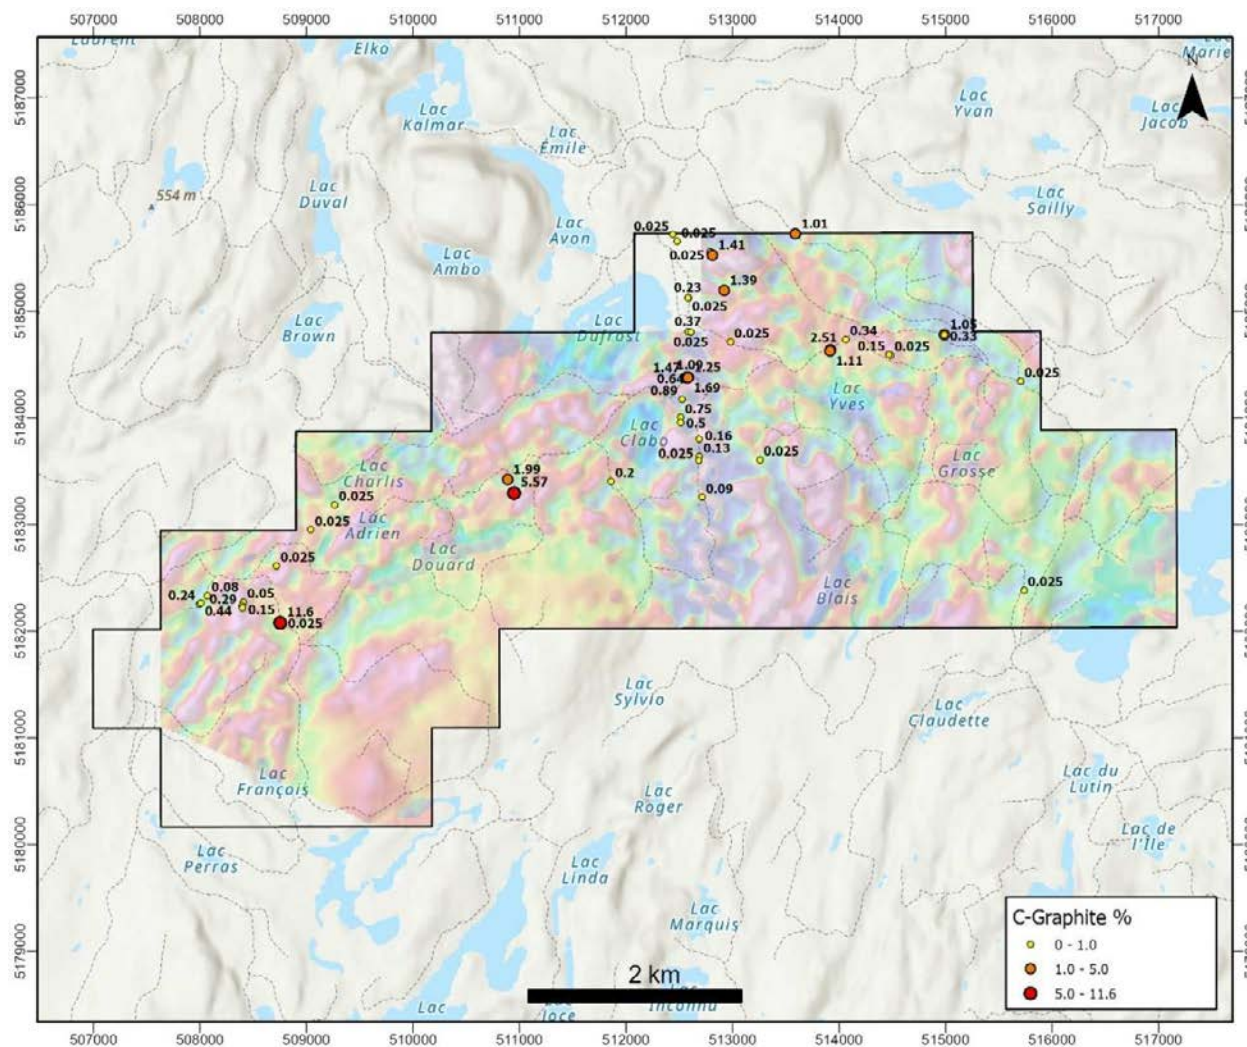 507000 508000 509000 510000 511000 512000 513000 514000 515000 516000 517000
Laurent
Elko
Lac
Marie
N
5187000
Lac
Kalmar
Lac
Yvan
Lac
Jacob
Lac
Émile
5186000
554 m
Lac
Duval
Lac
Sailly
Lac
Avon
0.025
0.025
1.01
0.025
1.41
Lac
Ambo
1.39
0.23
0.025
5185000
Lac
Brown
Lac
Dufrost
0.37
0.025
0.025
0.34
2.51
0.15
0.025
1.11
1.05
0.33
1.00
1.47
1.25
0.64
1.69
0.89
0.025
Lac
Yves
5184000
0.75
0.5
Lac
Clabo
0.16
0.13
0.025
0.025
Lac
Grosse
Lac
Charlis
1.99
5.57
0.2
0.09
0.025
5183000
0.025
Lac
Adrien
Lac
Douard
0.025
0.08
0.24
0.29
0.05
0.44
0.15
11.6
0.025
0.025
Lac
Blais
5182000
Lac
Sylvio
Lac
Claudette
5181000
Lac
François
Lac du
Lutin
Lac
Roger
5180000
Lac
Perras
Lac de
l'Île
Lac
Linda
Lac
Marquis
5179000
2 km
Lac
Inconnu
Lac
Joce
Lac
C-Graphite %
0 - 1.0
1.0 - 5.0
5.0 - 11.6
507000 508000 509000 510000 511000 512000 513000 514000 515000 516000 517000